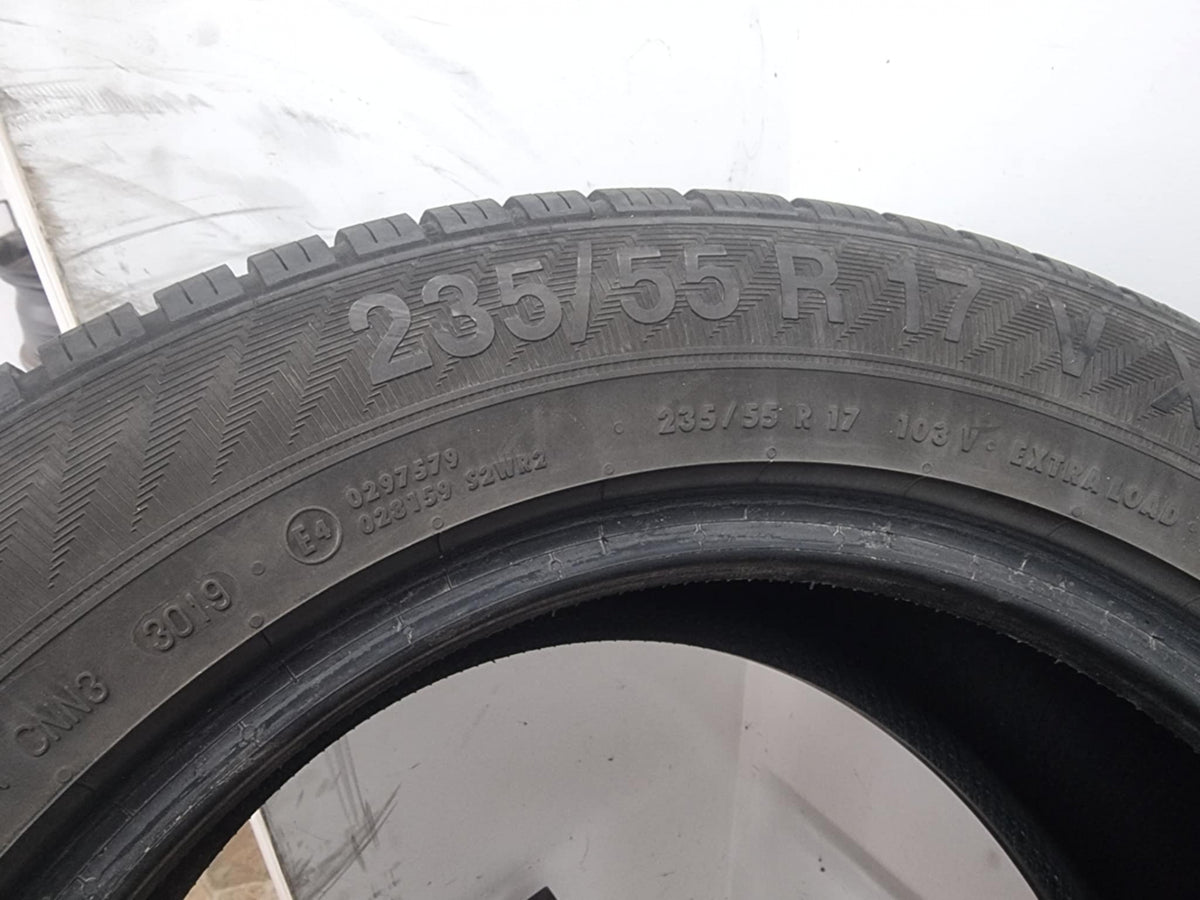 235/55 R 17 V
235/55 R 17 103 V · EXTRA LOAD
E4
0297579
028159 S2WR2
3019
CNN3